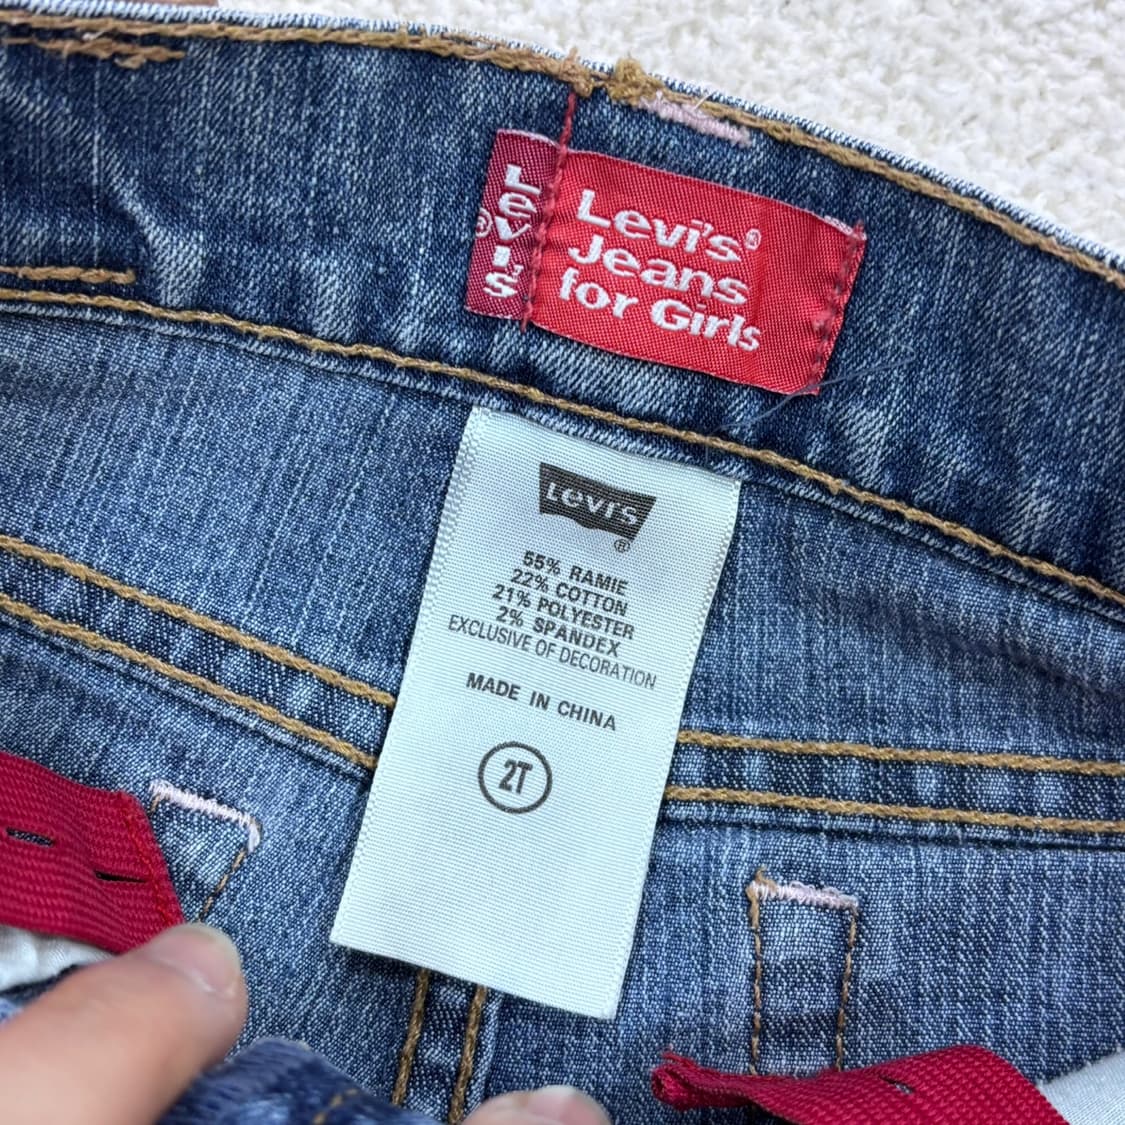 LeVI'S
®
Levi's®
Jeans
for Girls
Levi's
®
55% RAMIE
22% COTTON
21% POLYESTER
2% SPANDEX
EXCLUSIVE OF DECORATION
MADE IN CHINA
2T